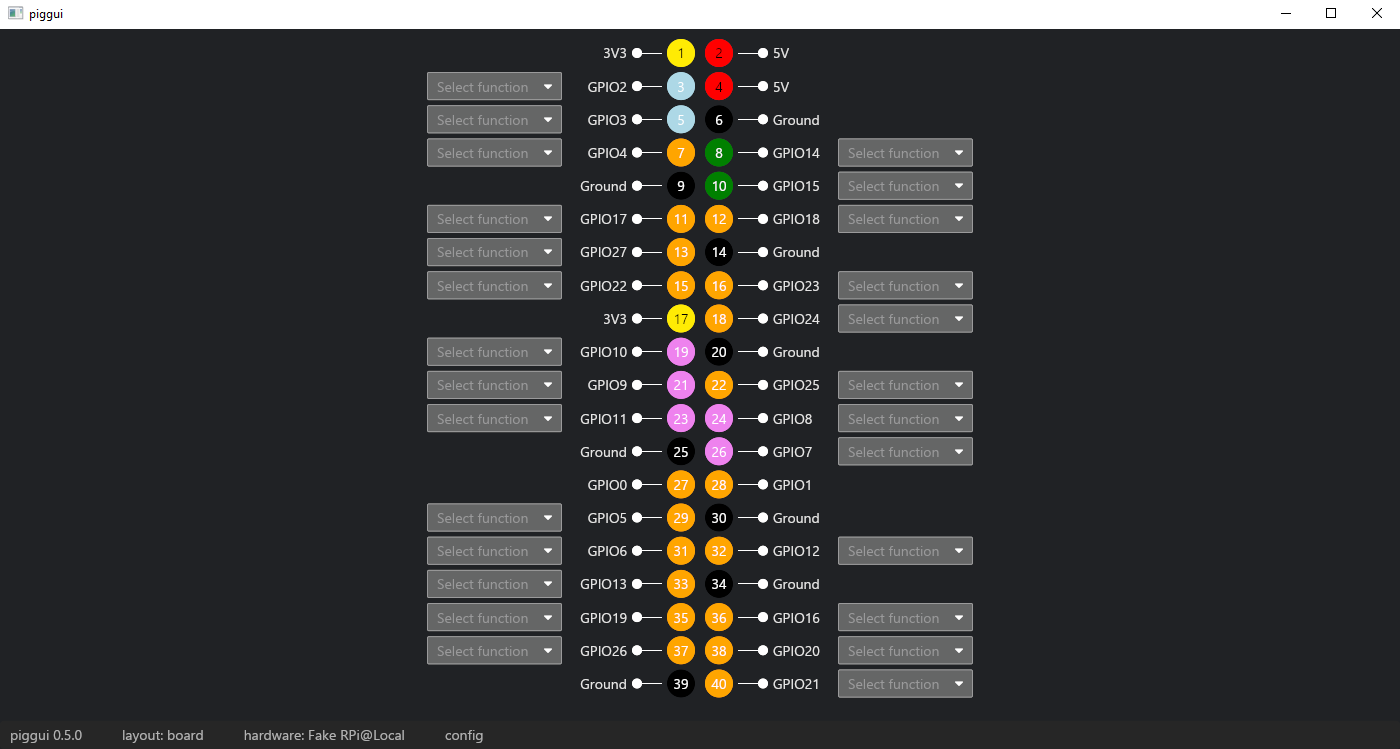 piggui
3V3 1 2 5V
Select function GPIO2 3 4 5V
Select function GPIO3 5 6 Ground
Select function GPIO4 7 8 GPIO14 Select function
Ground 9 10 GPIO15 Select function
Select function GPIO17 11 12 GPIO18 Select function
Select function GPIO27 13 14 Ground
Select function GPIO22 15 16 GPIO23 Select function
3V3 17 18 GPIO24 Select function
Select function GPIO10 19 20 Ground
Select function GPIO9 21 22 GPIO25 Select function
Select function GPIO11 23 24 GPIO8 Select function
Ground 25 26 GPIO7 Select function
GPIO0 27 28 GPIO1
Select function GPIO5 29 30 Ground
Select function GPIO6 31 32 GPIO12 Select function
Select function GPIO13 33 34 Ground
Select function GPIO19 35 36 GPIO16 Select function
Select function GPIO26 37 38 GPIO20 Select function
Ground 39 40 GPIO21 Select function
piggui 0.5.0 layout: board hardware: Fake RPi@Local config